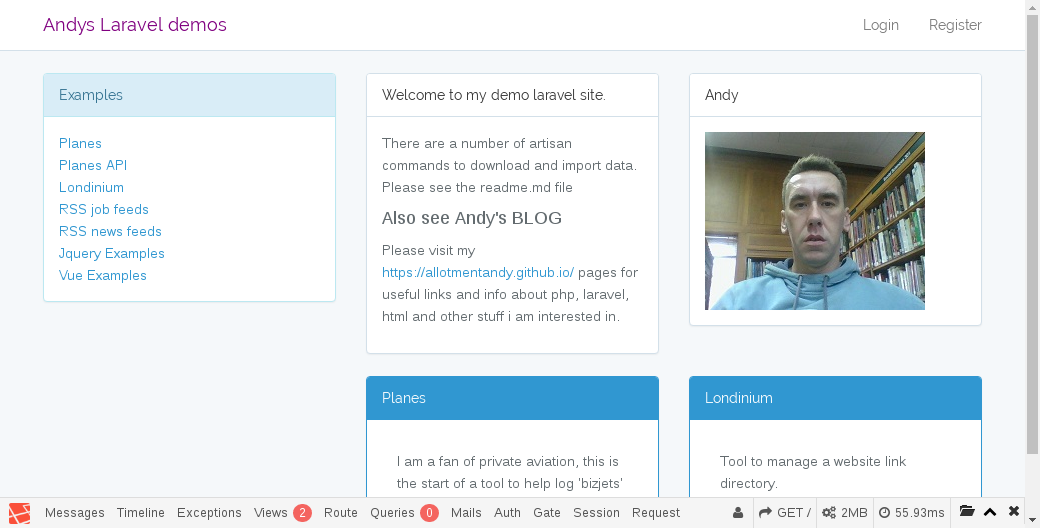 Andys Laravel demos
Login
Register
Examples
Planes
Planes API
Londinium
RSS job feeds
RSS news feeds
Jquery Examples
Vue Examples
Welcome to my demo laravel site.
There are a number of artisan
commands to download and import data.
Please see the readme.md file
Also see Andy's BLOG
Please visit my
https://allotmentandy.github.io/ pages for
useful links and info about php, laravel,
html and other stuff i am interested in.
Andy
Planes
I am a fan of private aviation, this is
the start of a tool to help log 'bizjets'
Londinium
Tool to manage a website link
directory.
Messages Timeline Exceptions Views 2 Route Queries 0 Mails Auth Gate Session Request GET / 2MB 55.93ms